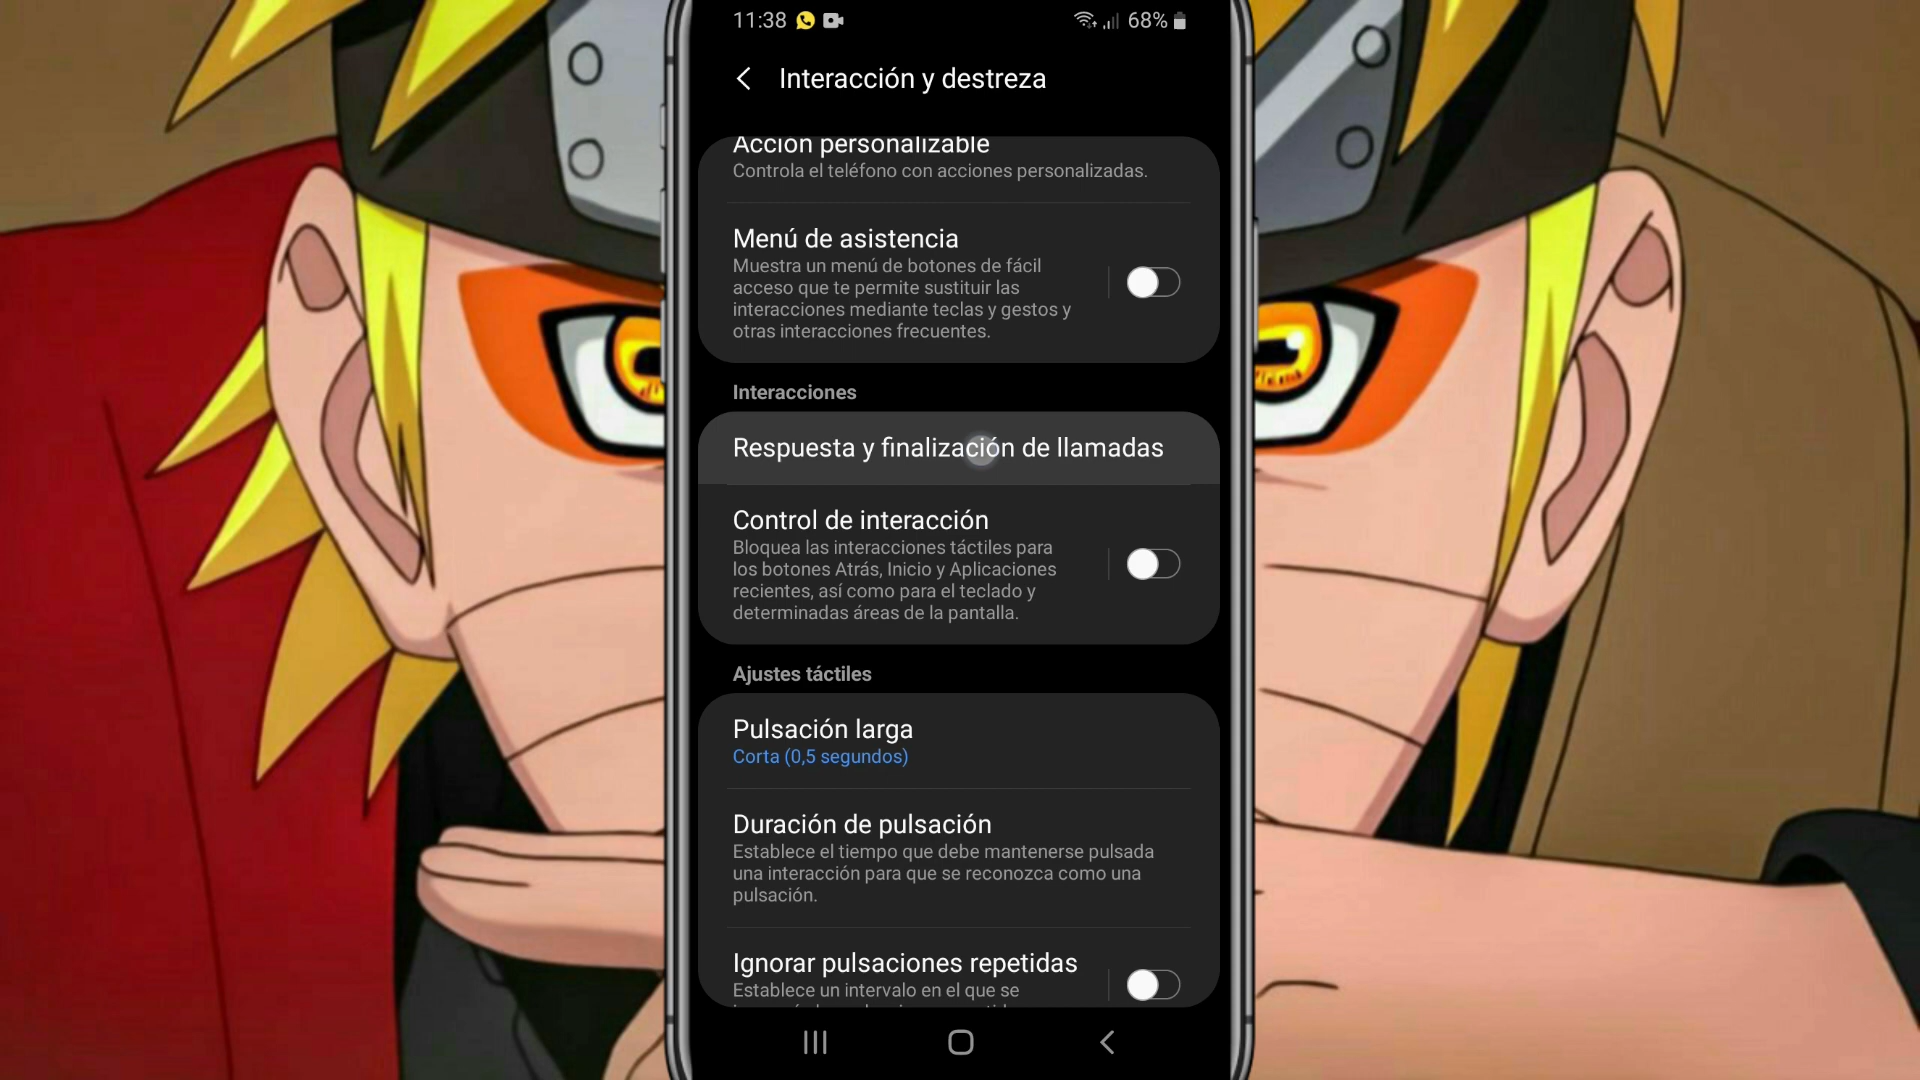 11:38
68%
Interacción y destreza
Acción personalizable
Controla el teléfono con acciones personalizadas.
Menú de asistencia
Muestra un menú de botones de fácil
acceso que te permite sustituir las
interacciones mediante teclas y gestos y
otras interacciones frecuentes.
Interacciones
Respuesta y finalización de llamadas
Control de interacción
Bloquea las interacciones táctiles para
los botones Atrás, Inicio y Aplicaciones
recientes, así como para el teclado y
determinadas áreas de la pantalla.
Ajustes táctiles
Pulsación larga
Corta (0,5 segundos)
Duración de pulsación
Establece el tiempo que debe mantenerse pulsada
una interacción para que se reconozca como una
pulsación.
Ignorar pulsaciones repetidas
Establece un intervalo en el que se